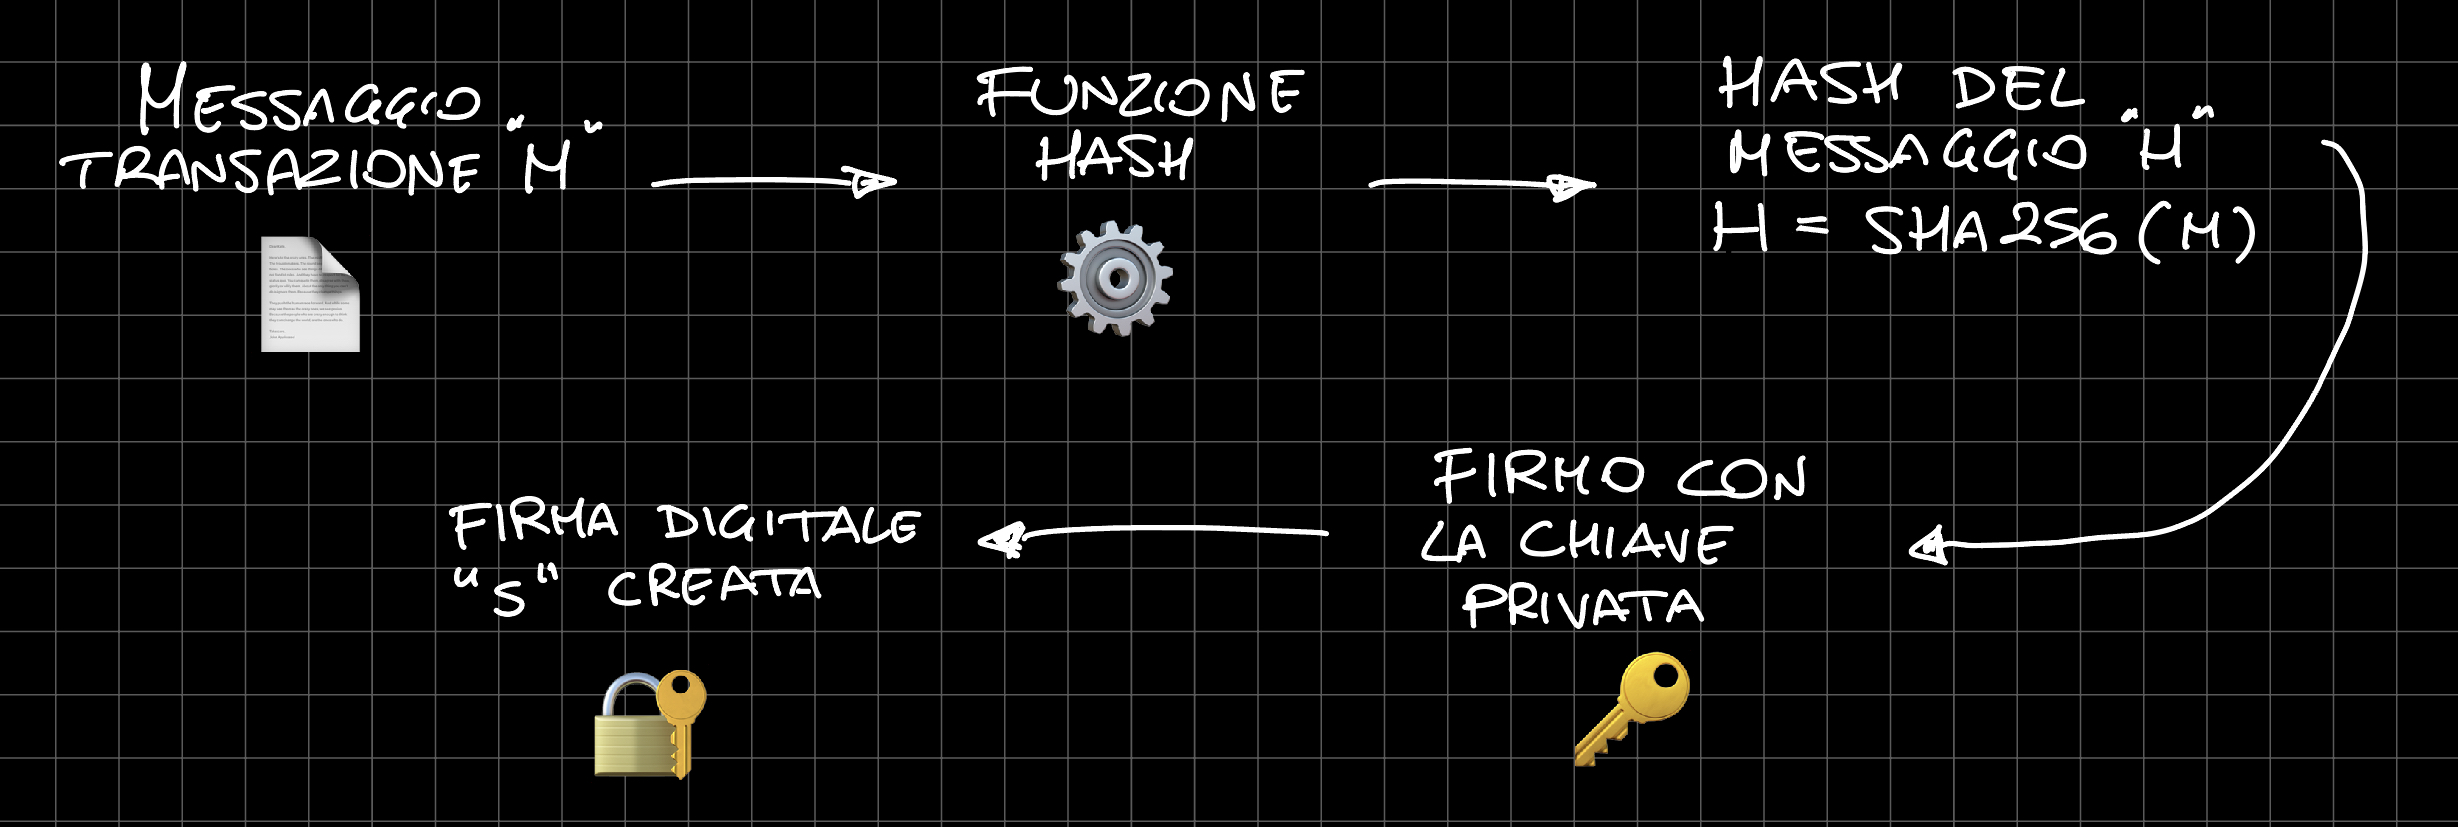 MESSAGGIO
TRANSAZIONE "M"
FUNZIONE
HASH
HASH DEL
MESSAGGIO "H"
H = SHA256 (M)
FIRMO CON
LA CHIAVE
PRIVATA
FIRMA DIGITALE
"S" CREATA